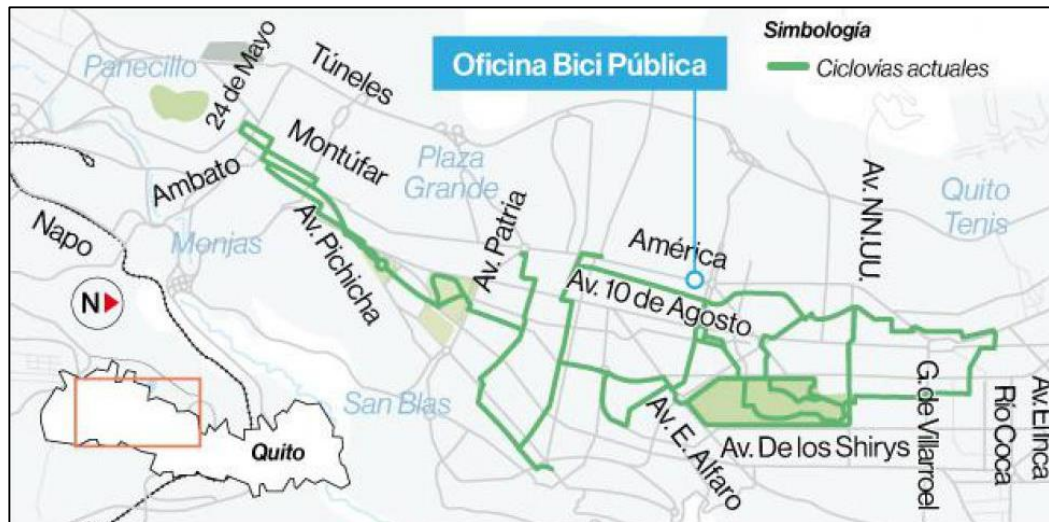 Simbología
Ciclovias actuales
Oficina Bici Pública
Panecillo
24 de Mayo
Túneles
Montúfar
Plaza
Grande
Ambato
Napo
Monjas
Av. Pichicha
Av. Patria
América
Av. 10 de Agosto
Av. NN.UU.
Quito
Tenis
N
San Blas
Quito
Av. E. Alfaro
Av. De los Shirys
G. de Villarroel
Rio Coca
Av. El Inca